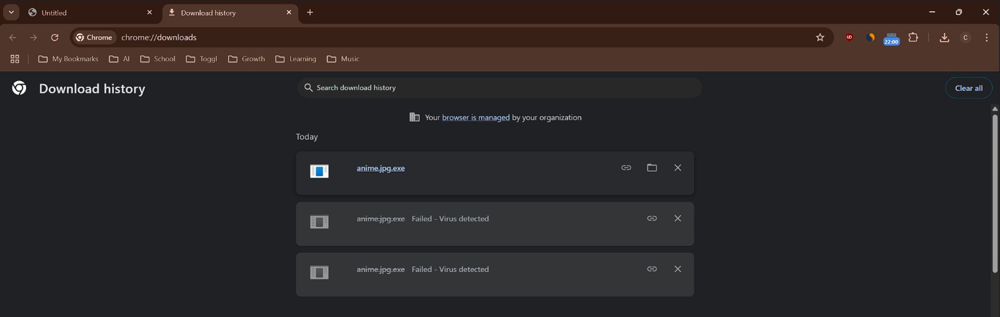 Untitled
Download history
Chrome
chrome://downloads
22:00
C
My Bookmarks
AI
School
Toggl
Growth
Learning
Music
Download history
Search download history
Clear all
Your browser is managed by your organization
Today
anime.jpg.exe
anime.jpg.exe Failed - Virus detected
anime.jpg.exe Failed - Virus detected